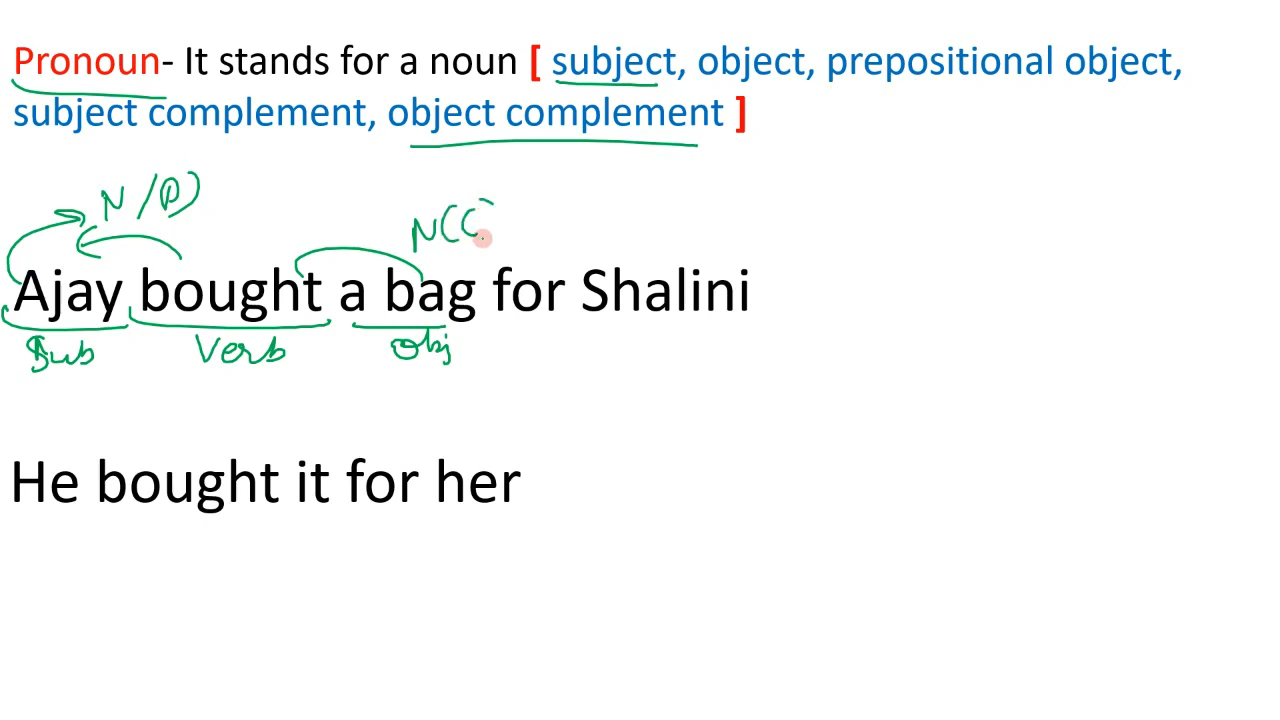 Pronoun- It stands for a noun [ subject, object, prepositional object,
subject complement, object complement ]
N/P)
N(C
Ajay bought a bag for Shalini
Sub Verb Obj
He bought it for her